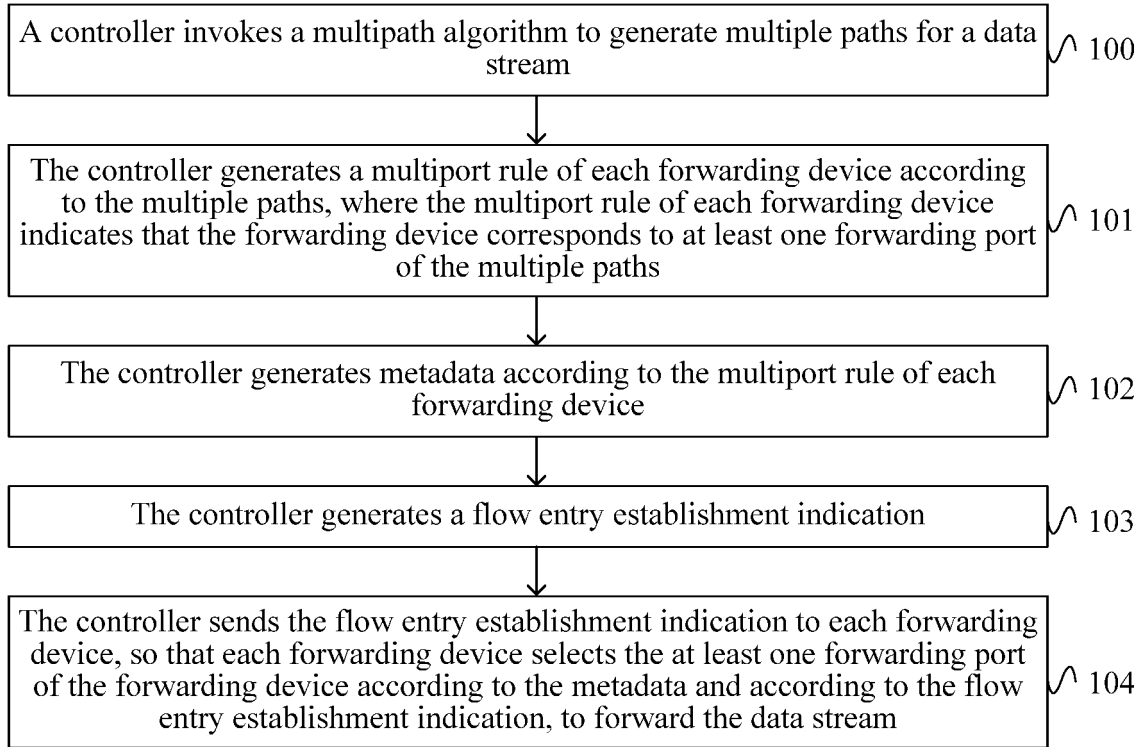 A controller invokes a multipath algorithm to generate multiple paths for a data
stream
100
The controller generates a multiport rule of each forwarding device according
to the multiple paths, where the multiport rule of each forwarding device
indicates that the forwarding device corresponds to at least one forwarding port
of the multiple paths
101
The controller generates metadata according to the multiport rule of each
forwarding device
102
The controller generates a flow entry establishment indication
103
The controller sends the flow entry establishment indication to each forwarding
device, so that each forwarding device selects the at least one forwarding port
of the forwarding device according to the metadata and according to the flow
entry establishment indication, to forward the data stream
104